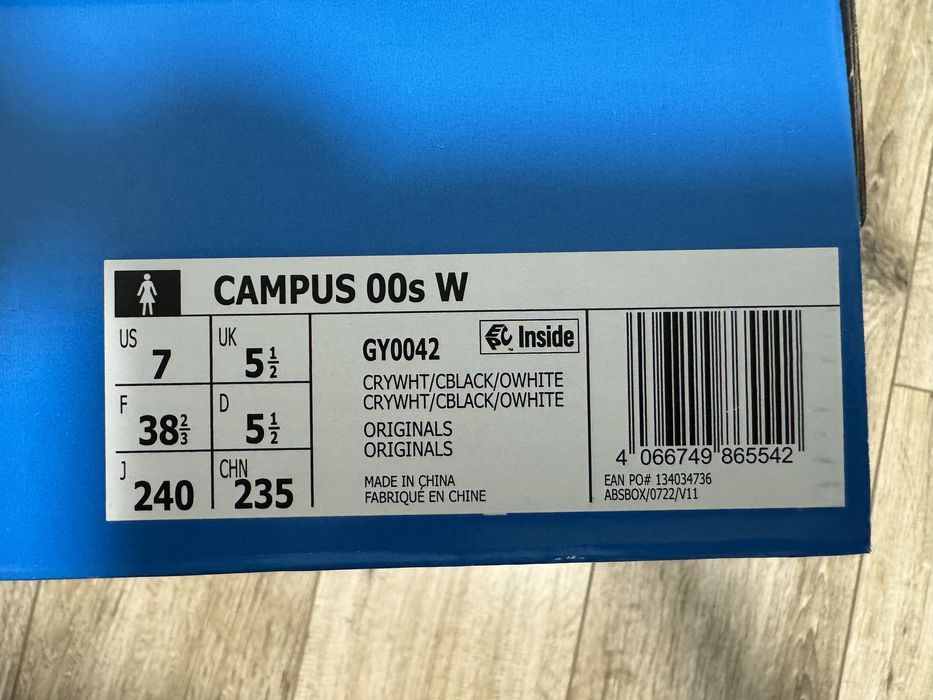 CAMPUS 00s W
US 7
UK 5 1/2
F 38 2/3
D 5 1/2
J 240
CHN 235
GY0042
EPC™ Inside
CRYWHT/CBLACK/OWHITE
CRYWHT/CBLACK/OWHITE
ORIGINALS
ORIGINALS
MADE IN CHINA
FABRIQUÉ EN CHINE
4 066749 865542
EAN PO# 134034736
ABSBOX/0722/V11